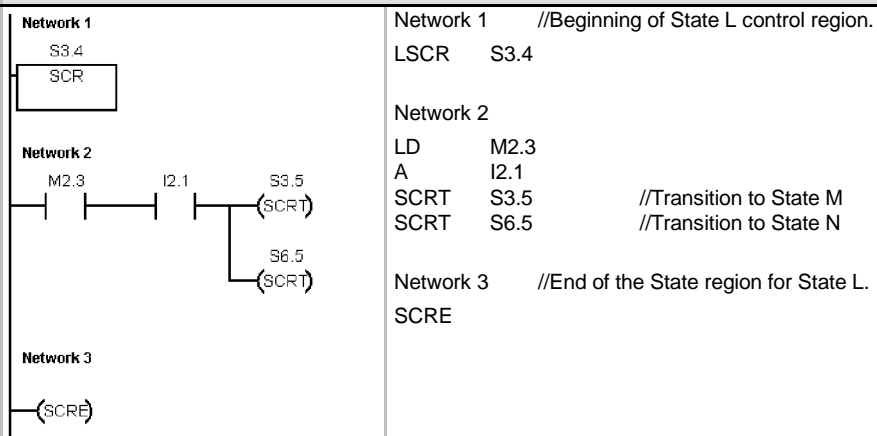 Network 1
S3.4
SCR
Network 2
M2.3 I2.1 S3.5
SCRT
S6.5
SCRT
Network 3
SCRE
Network 1 //Beginning of State L control region.
LSCR S3.4
Network 2
LD M2.3
A I2.1
SCRT S3.5 //Transition to State M
SCRT S6.5 //Transition to State N
Network 3 //End of the State region for State L.
SCRE